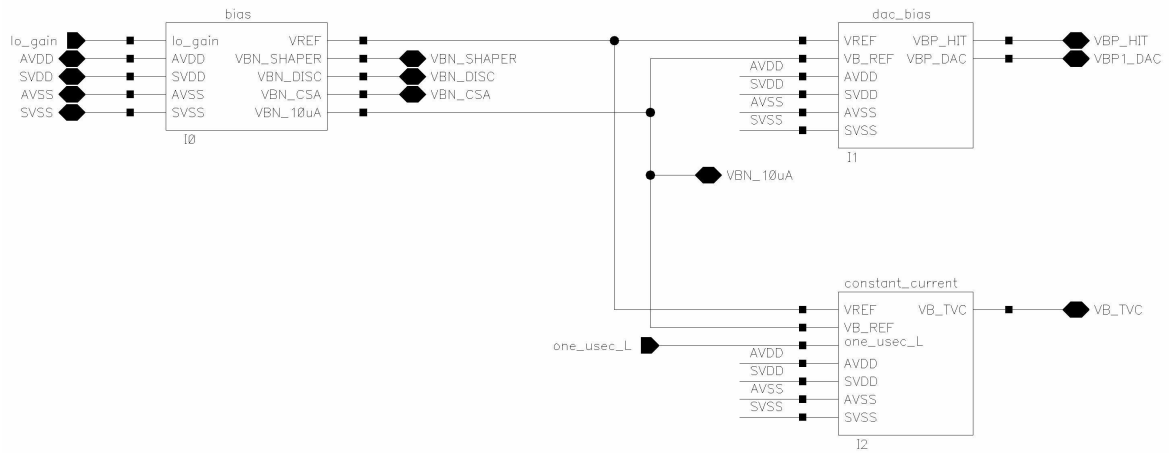 bias
lo_gain
AVDD
SVDD
AVSS
SVSS
lo_gain
AVDD
SVDD
AVSS
SVSS
VREF
VBN_SHAPER
VBN_DISC
VBN_CSA
VBN_10uA
VBN_SHAPER
VBN_DISC
VBN_CSA
I0
VBN_10uA
dac_bias
AVDD
SVDD
AVSS
SVSS
VREF
VB_REF
AVDD
SVDD
AVSS
SVSS
VBP_HIT
VBP_DAC
VBP_HIT
VBP1_DAC
I1
constant_current
one_usec_L
AVDD
SVDD
AVSS
SVSS
VREF
VB_REF
one_usec_L
AVDD
SVDD
AVSS
SVSS
VB_TVC
VB_TVC
I2